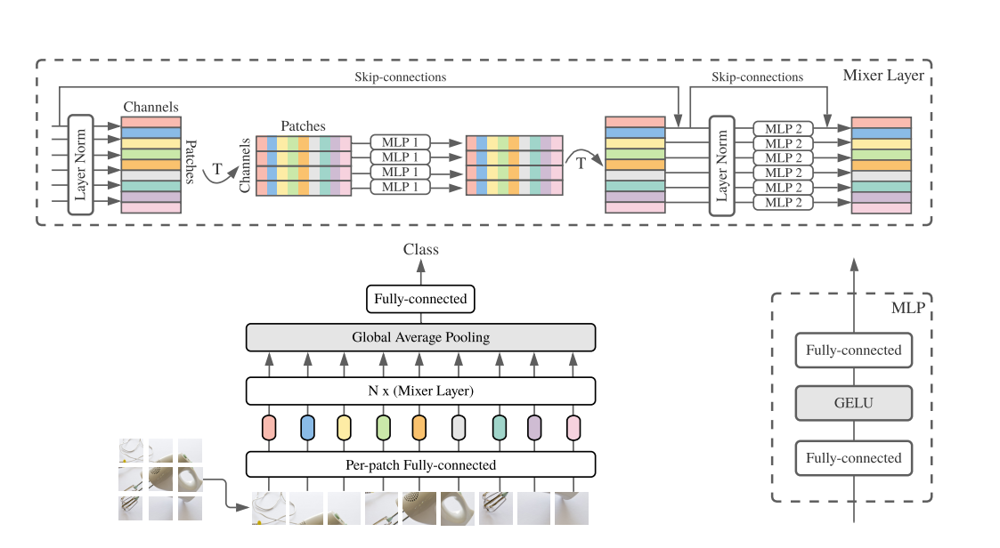 Skip-connections
Skip-connections
Mixer Layer
Channels
Patches
Layer Norm
Patches
T
Channels
MLP 1
MLP 1
MLP 1
MLP 1
T
Layer Norm
MLP 2
MLP 2
MLP 2
MLP 2
MLP 2
MLP 2
Class
Fully-connected
Global Average Pooling
N x (Mixer Layer)
Per-patch Fully-connected
MLP
Fully-connected
GELU
Fully-connected